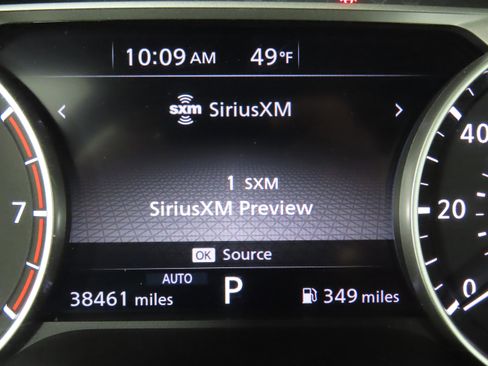 10:09 AM 49°F
sxm SiriusXM
1 SXM
SiriusXM Preview
OK Source
AUTO
38461 miles P 349 miles
7
40
20
0